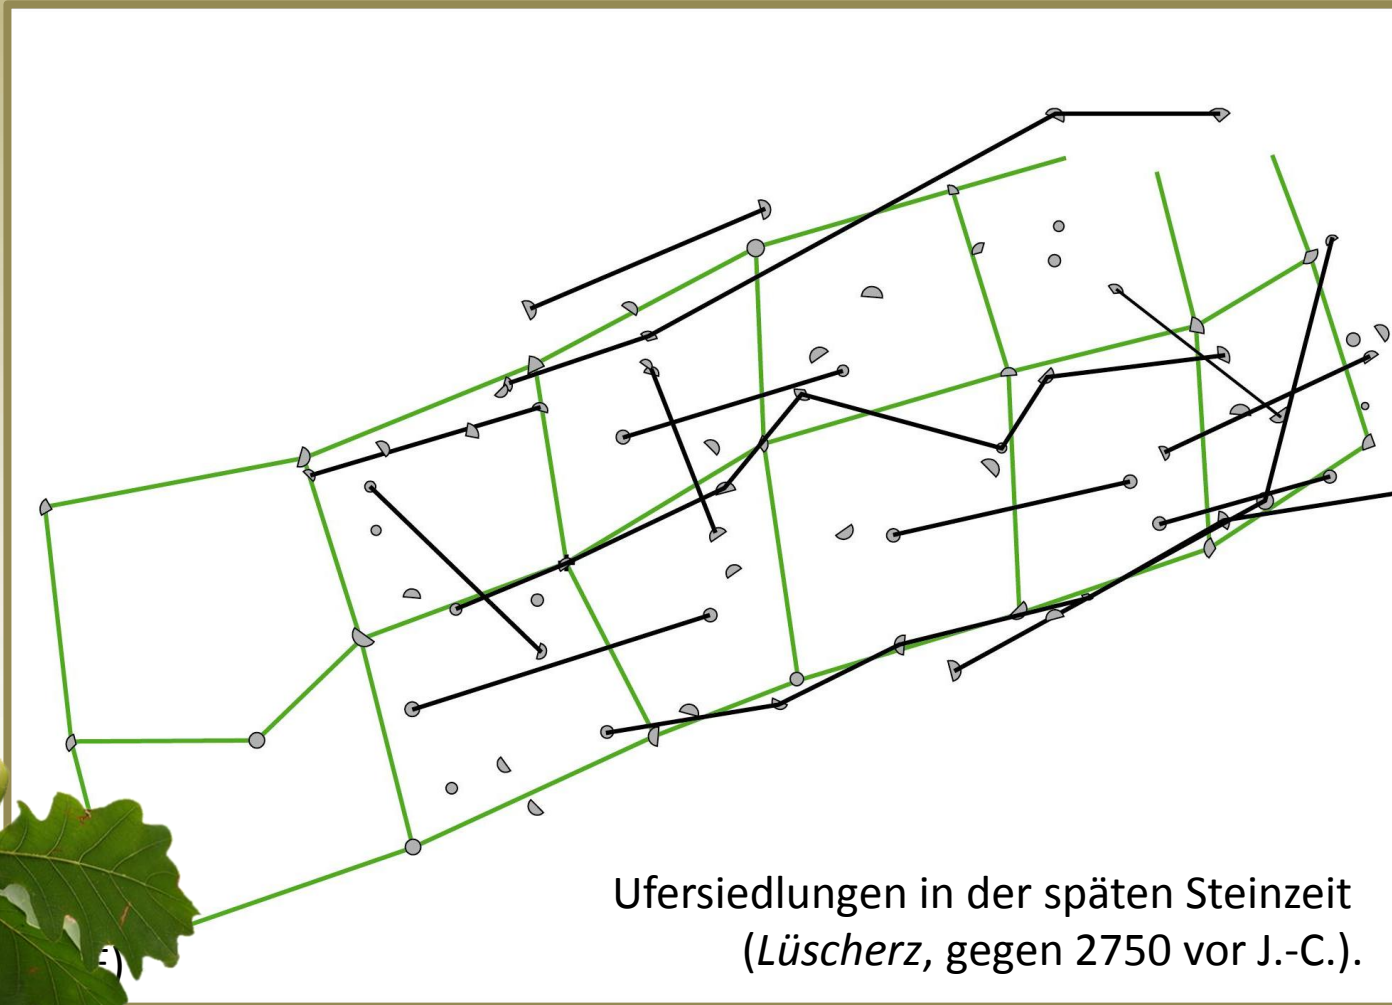 Ufersiedlungen in der späten Steinzeit
(Lüscherz, gegen 2750 vor J.-C.).